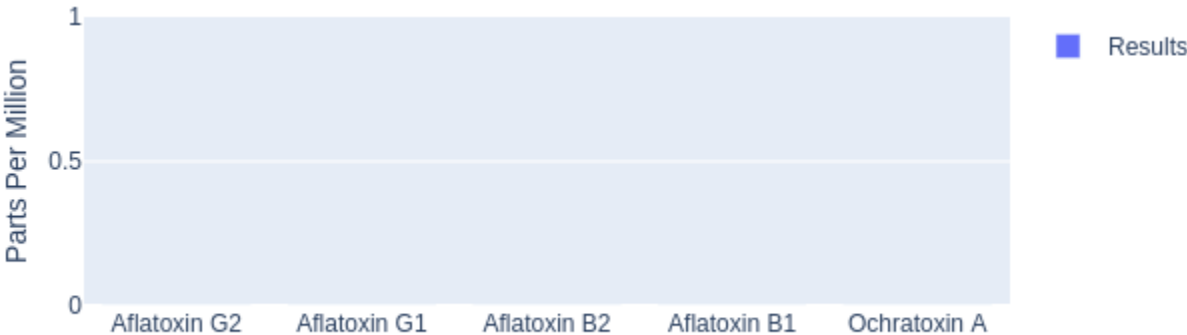 Parts Per Million
1
0.5
0
Aflatoxin G2
Aflatoxin G1
Aflatoxin B2
Aflatoxin B1
Ochratoxin A
Results